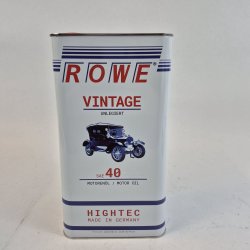 ROWE®
VINTAGE
UNLEGIERT
SAE 40
MOTORENÖL / MOTOR OIL
HIGHTEC
MADE IN GERMANY